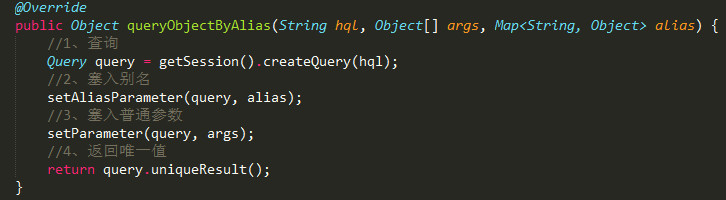 @Override
public Object queryObjectByAlias(String hql, Object[] args, Map<String, Object> alias) {
//1、查询
Query query = getSession().createQuery(hql);
//2、塞入别名
setAliasParameter(query, alias);
//3、塞入普通参数
setParameter(query, args);
//4、返回唯一值
return query.uniqueResult();
}